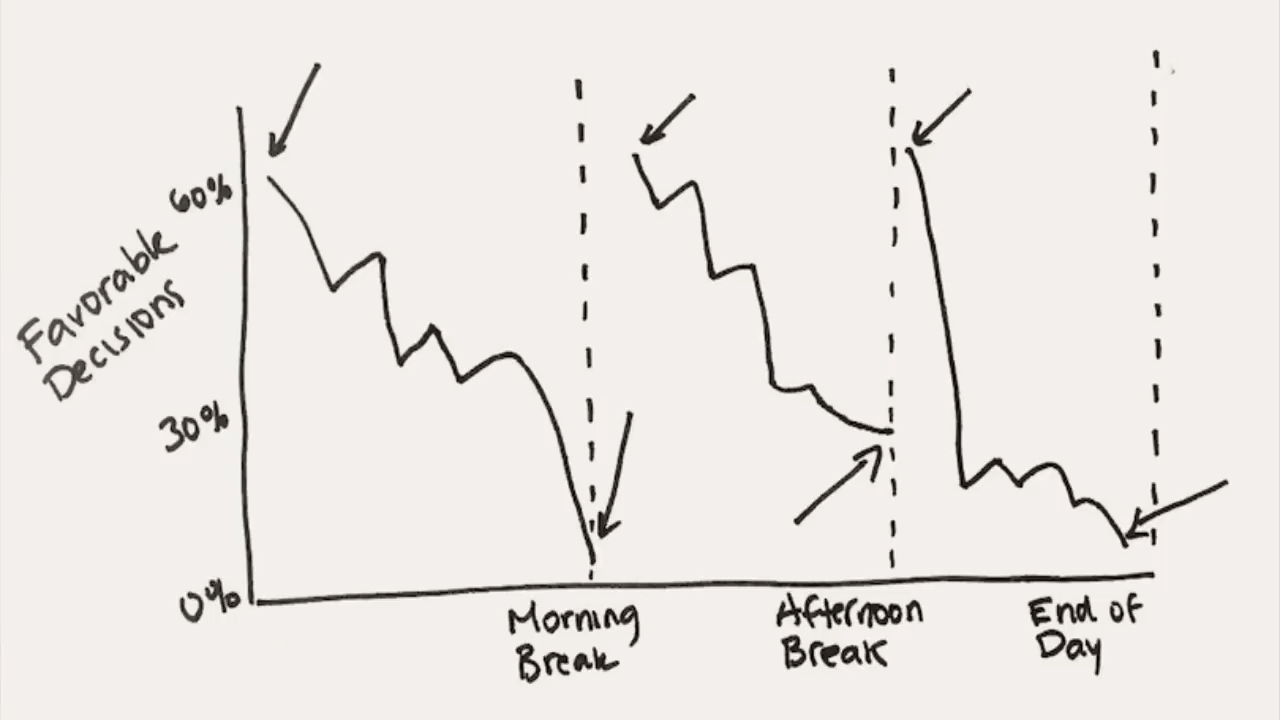 60%
Favorable
Decisions
30%
0%
Morning
Break
Afternoon
Break
End of
Day